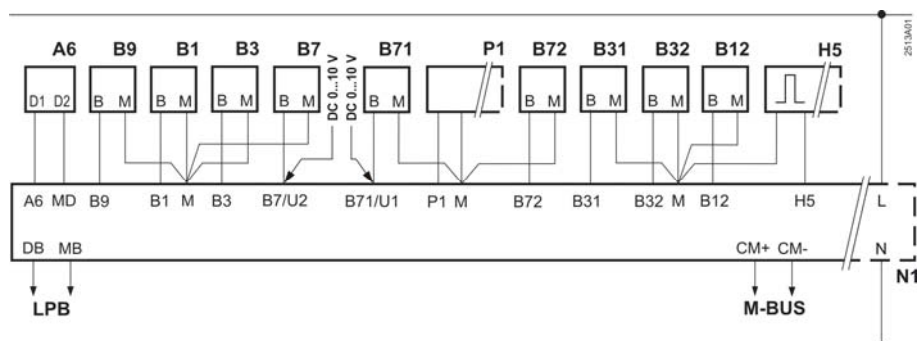 2513A01
A6 B9 B1 B3 B7 DC 0...10 V DC 0...10 V B71 P1 B72 B31 B32 B12 H5
D1 D2 B M B M B M B M B M B M B M B M B M
A6 MD B9 B1 M B3 B7/U2 B71/U1 P1 M B72 B31 B32 M B12 H5 L
DB MB CM+ CM- N
N1
LPB M-BUS